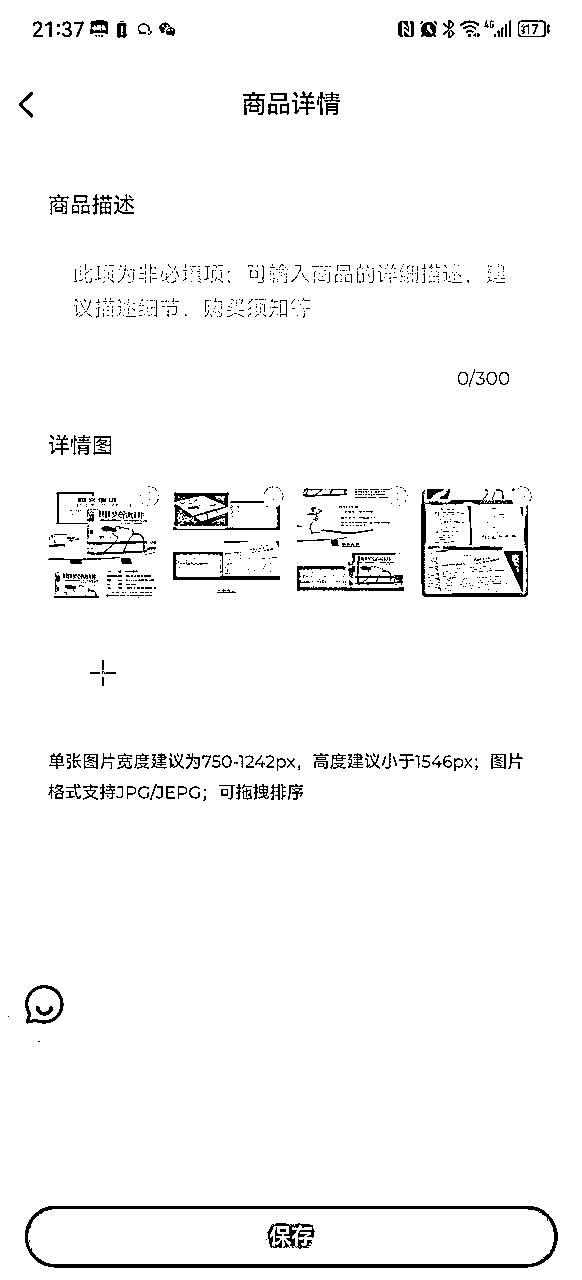 21:37
4G
17
商品详情
商品描述
此项为非必填项；可输入商品的详细描述、建
议描述细节、购买须知等
0/300
详情图
单张图片宽度建议为750-1242px，高度建议小于1546px；图片
格式支持JPG/JEPG；可拖拽排序
保存